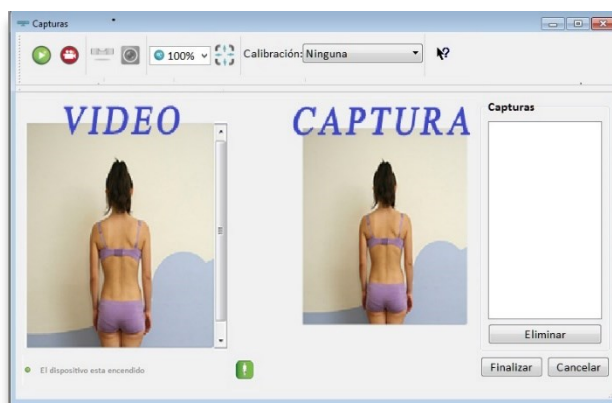 Capturas
100%
Calibración: Ninguna
VIDEO
CAPTURA
Capturas
Eliminar
El dispositivo esta encendido
Finalizar
Cancelar